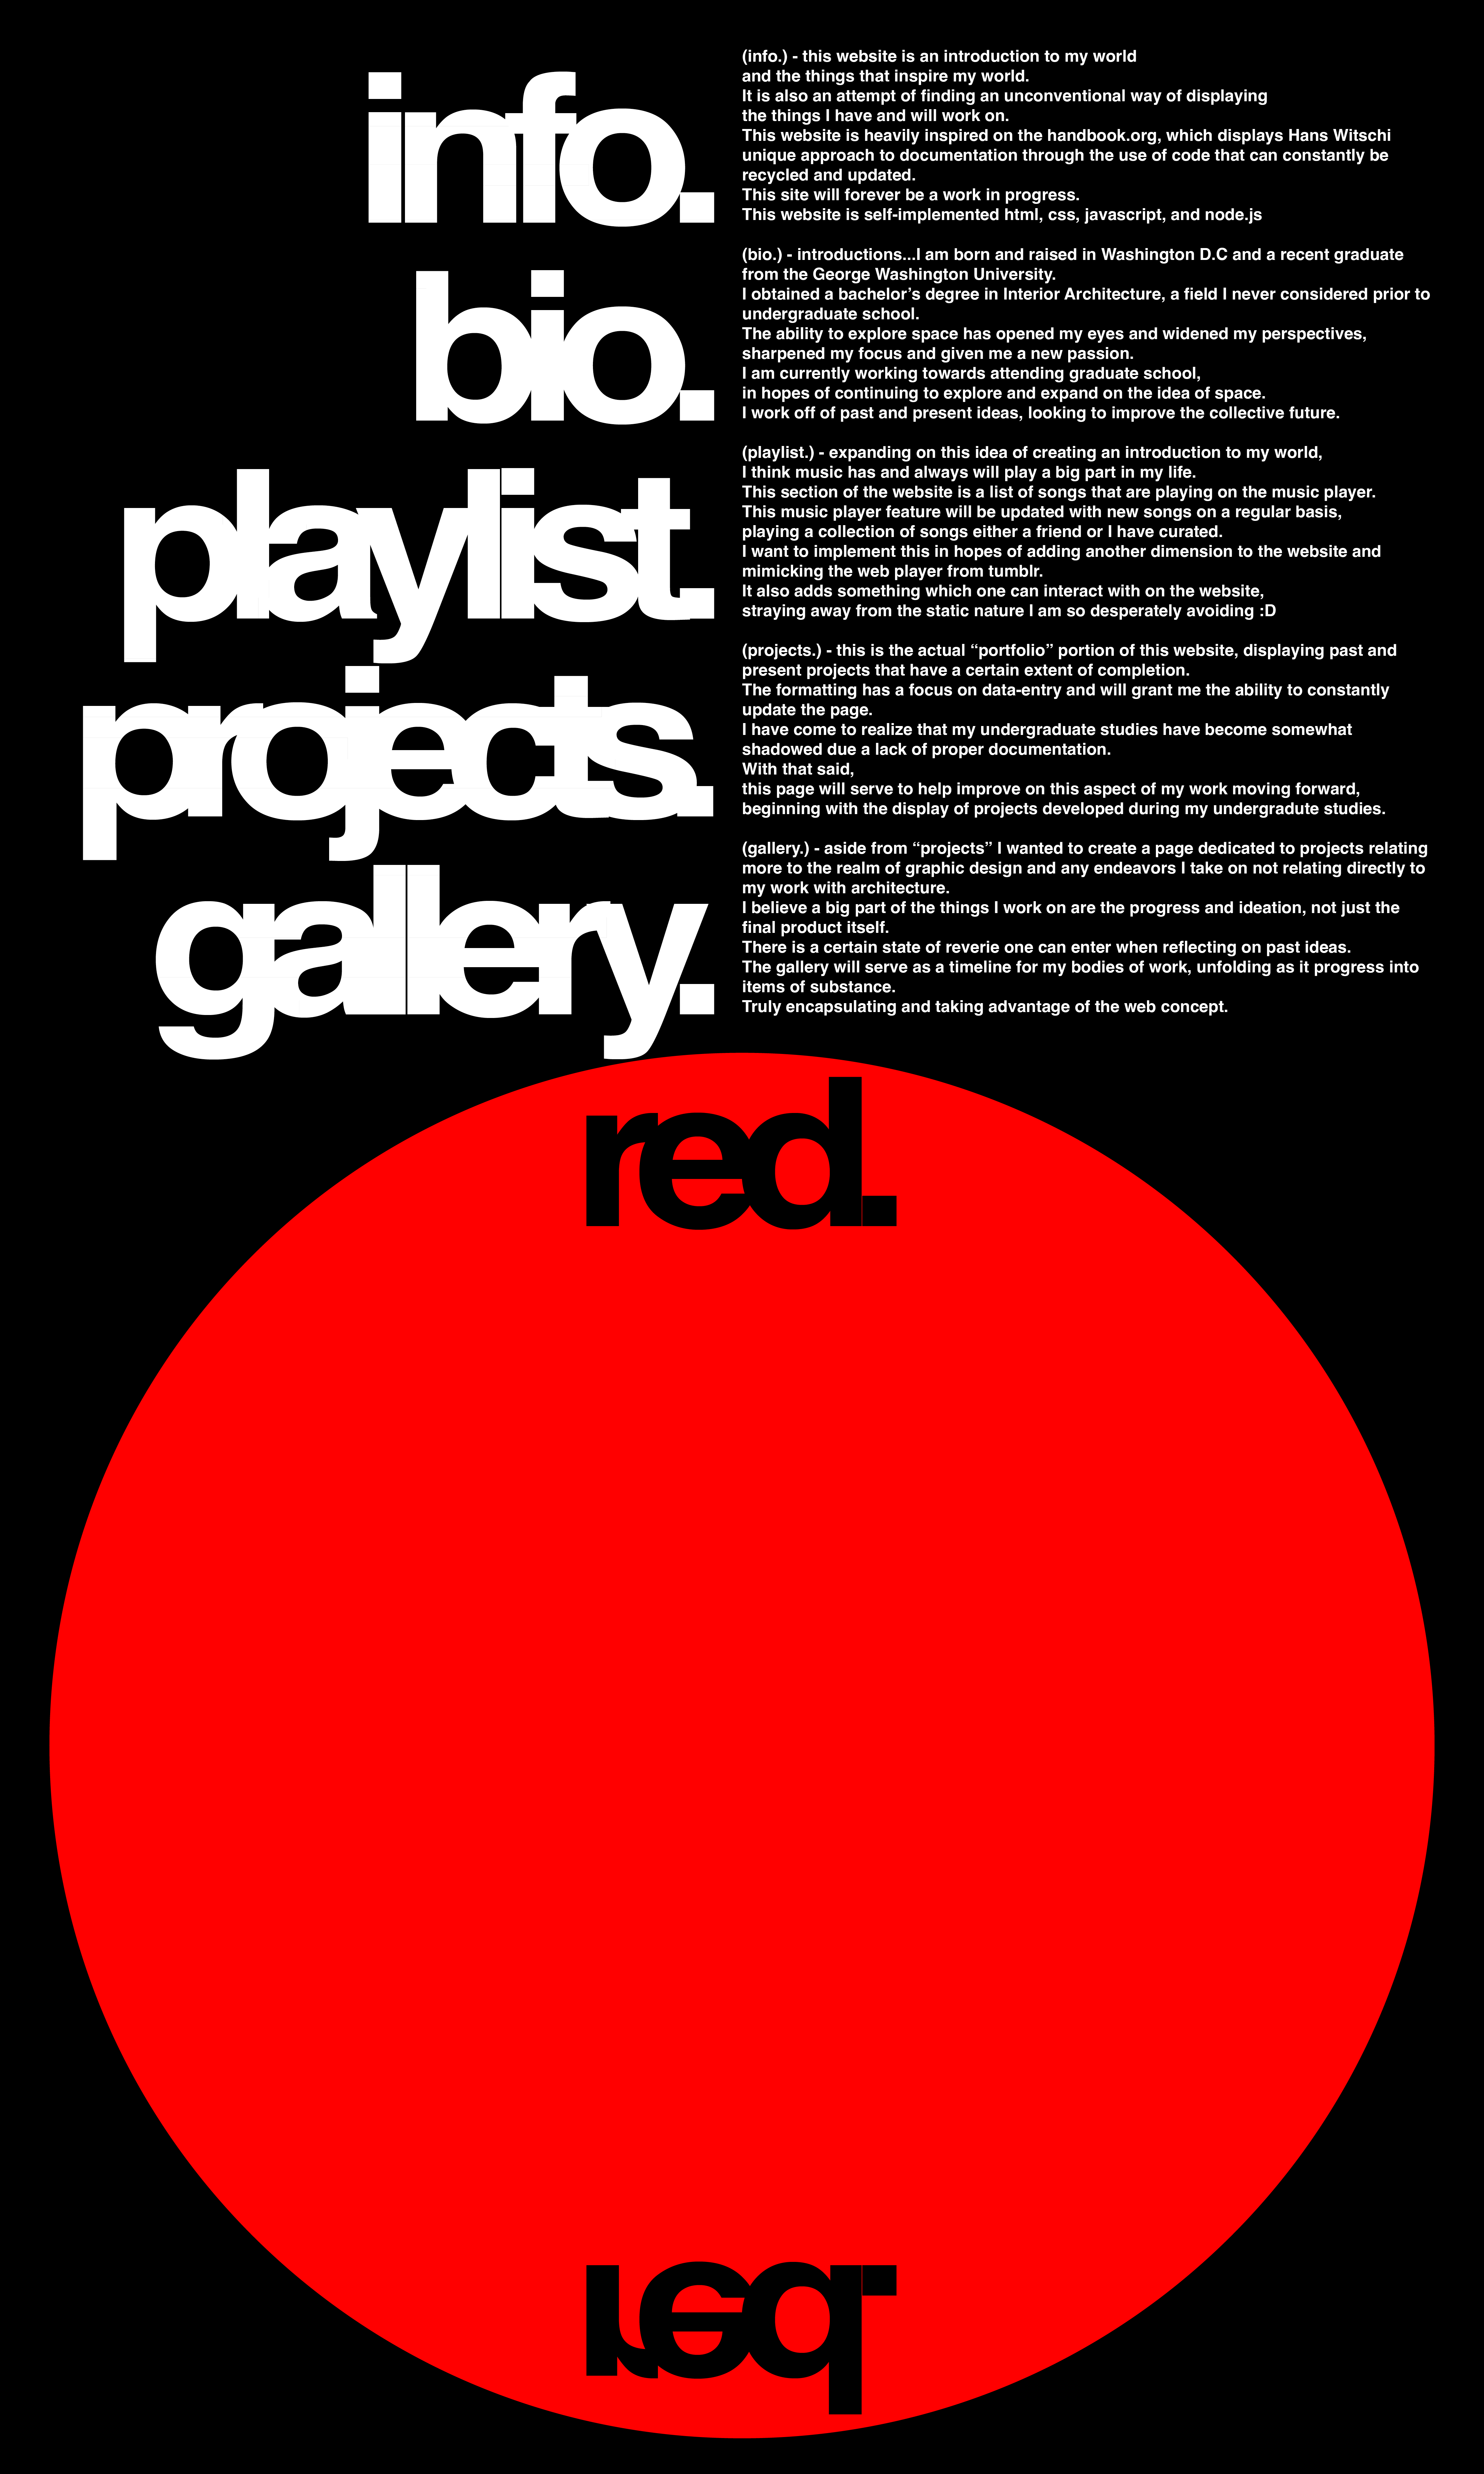 info.
(info.) - this website is an introduction to my world
and the things that inspire my world.
It is also an attempt of finding an unconventional way of displaying
the things I have and will work on.
This website is heavily inspired on the handbook.org, which displays Hans Witschi
unique approach to documentation through the use of code that can constantly be
recycled and updated.
This site will forever be a work in progress.
This website is self-implemented html, css, javascript, and node.js
bio.
(bio.) - introductions...I am born and raised in Washington D.C and a recent graduate
from the George Washington University.
I obtained a bachelor’s degree in Interior Architecture, a field I never considered prior to
undergraduate school.
The ability to explore space has opened my eyes and widened my perspectives,
sharpened my focus and given me a new passion.
I am currently working towards attending graduate school,
in hopes of continuing to explore and expand on the idea of space.
I work off of past and present ideas, looking to improve the collective future.
playlist.
(playlist.) - expanding on this idea of creating an introduction to my world,
I think music has and always will play a big part in my life.
This section of the website is a list of songs that are playing on the music player.
This music player feature will be updated with new songs on a regular basis,
playing a collection of songs either a friend or I have curated.
I want to implement this in hopes of adding another dimension to the website and
mimicking the web player from tumblr.
It also adds something which one can interact with on the website,
straying away from the static nature I am so desperately avoiding :D
projects.
(projects.) - this is the actual “portfolio” portion of this website, displaying past and
present projects that have a certain extent of completion.
The formatting has a focus on data-entry and will grant me the ability to constantly
update the page.
I have come to realize that my undergraduate studies have become somewhat
shadowed due a lack of proper documentation.
With that said,
this page will serve to help improve on this aspect of my work moving forward,
beginning with the display of projects developed during my undergradute studies.
gallery.
(gallery.) - aside from “projects” I wanted to create a page dedicated to projects relating
more to the realm of graphic design and any endeavors I take on not relating directly to
my work with architecture.
I believe a big part of the things I work on are the progress and ideation, not just the
final product itself.
There is a certain state of reverie one can enter when reflecting on past ideas.
The gallery will serve as a timeline for my bodies of work, unfolding as it progress into
items of substance.
Truly encapsulating and taking advantage of the web concept.
red.
red.